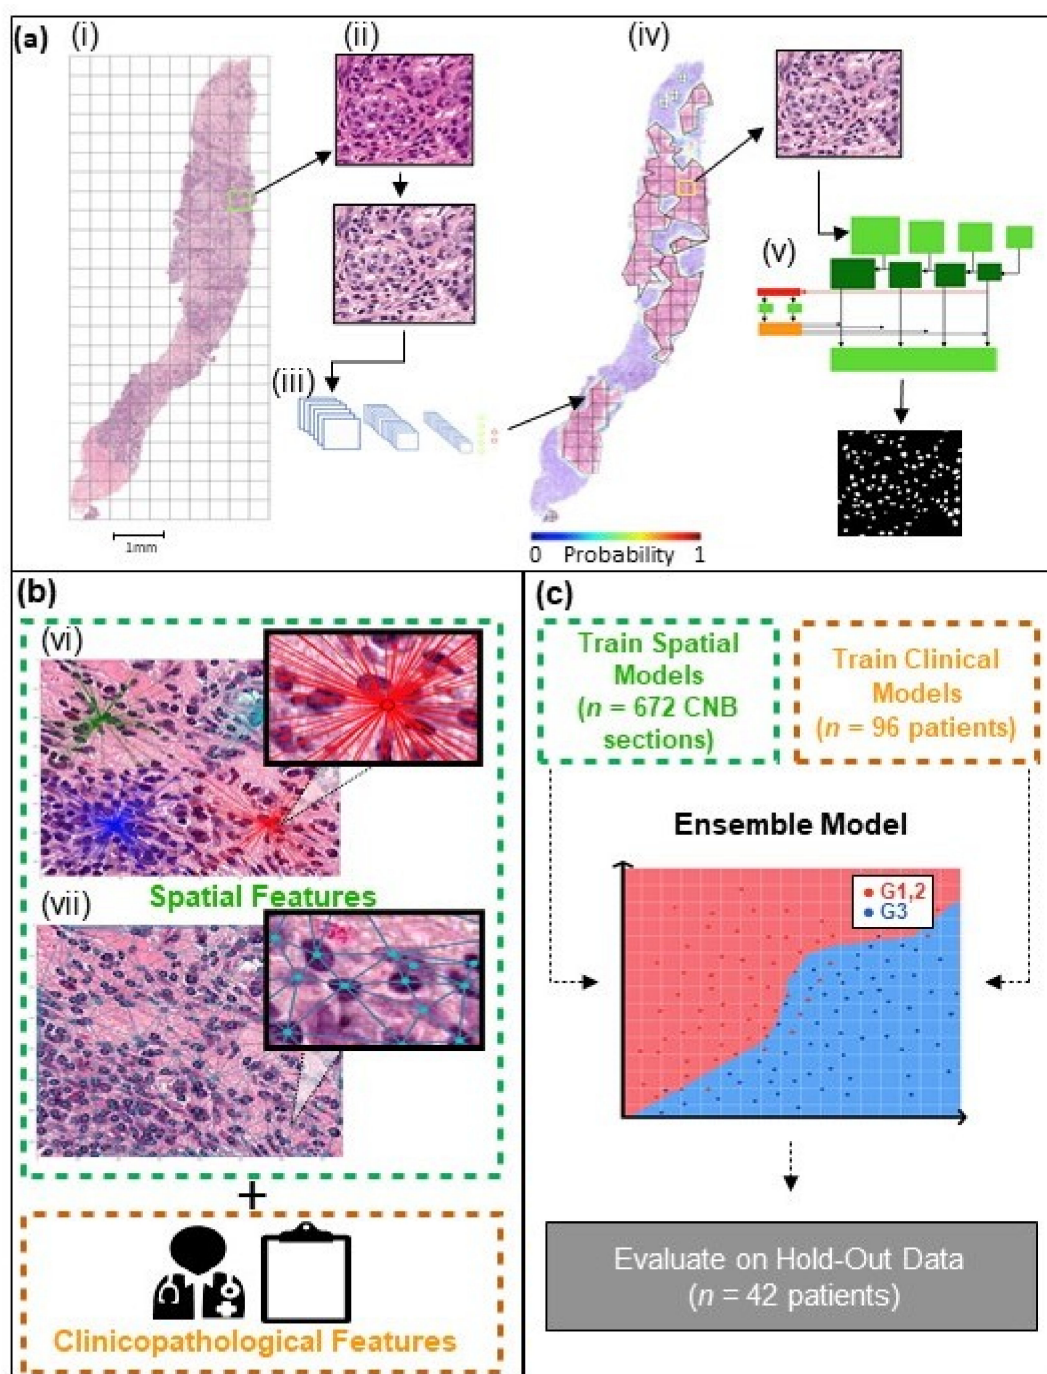 (a)
(i)
(ii)
(iv)
(v)
(iii)
1mm
0 Probability 1
(b)
(vi)
Spatial Features
(vii)
+
Clinicopathological Features
(c)
Train Spatial
Models
(n = 672 CNB
sections)
Train Clinical
Models
(n = 96 patients)
Ensemble Model
G1,2
G3
Evaluate on Hold-Out Data
(n = 42 patients)